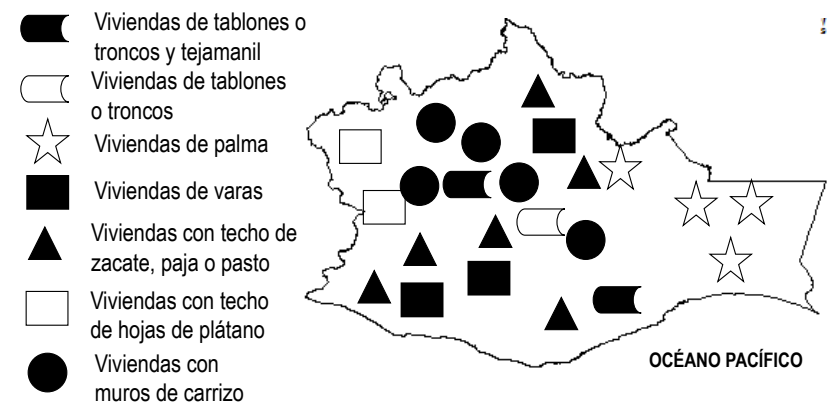 Viviendas de tablones o
troncos y tejamanil
Viviendas de tablones
o troncos
Viviendas de palma
Viviendas de varas
Viviendas con techo de
zacate, paja o pasto
Viviendas con techo
de hojas de plátano
Viviendas con
muros de carrizo
OCÉANO PACÍFICO